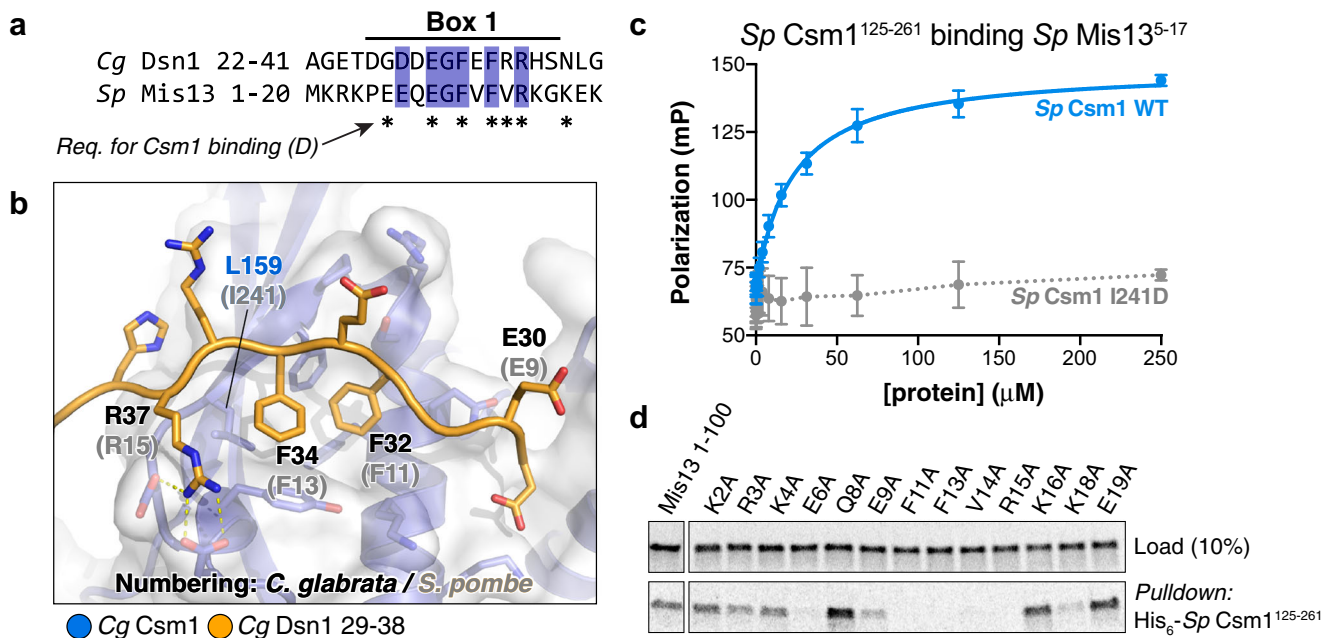 a
Box 1
Cg Dsn1 22-41 AGETDGDDEGFEFRRHSNLG
Sp Mis13 1-20 MKRKPEEQEGFVFVRKGKEK
* * * *** *
Req. for Csm1 binding (D)
b
L159
(I241)
E30
(E9)
R37
(R15)
F34
(F13)
F32
(F11)
Numbering: C. glabrata / S. pombe
Cg Csm1 Cg Dsn1 29-38
c
Sp Csm1¹²⁵⁻²⁶¹ binding Sp Mis13⁵⁻¹⁷
Polarization (mP)
150
125
100
75
50
Sp Csm1 WT
Sp Csm1 I241D
0 50 100 150 200 250
[protein] (μM)
d
Mis13 1-100
K2A
R3A
K4A
E6A
Q8A
E9A
F11A
F13A
V14A
R15A
K16A
K18A
E19A
Load (10%)
Pulldown:
His₆-Sp Csm1¹²⁵⁻²⁶¹